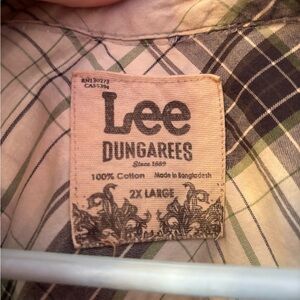 Lee
DUNGAREES
Since 1889
100% Cotton Made in Bangladesh
2X LARGE